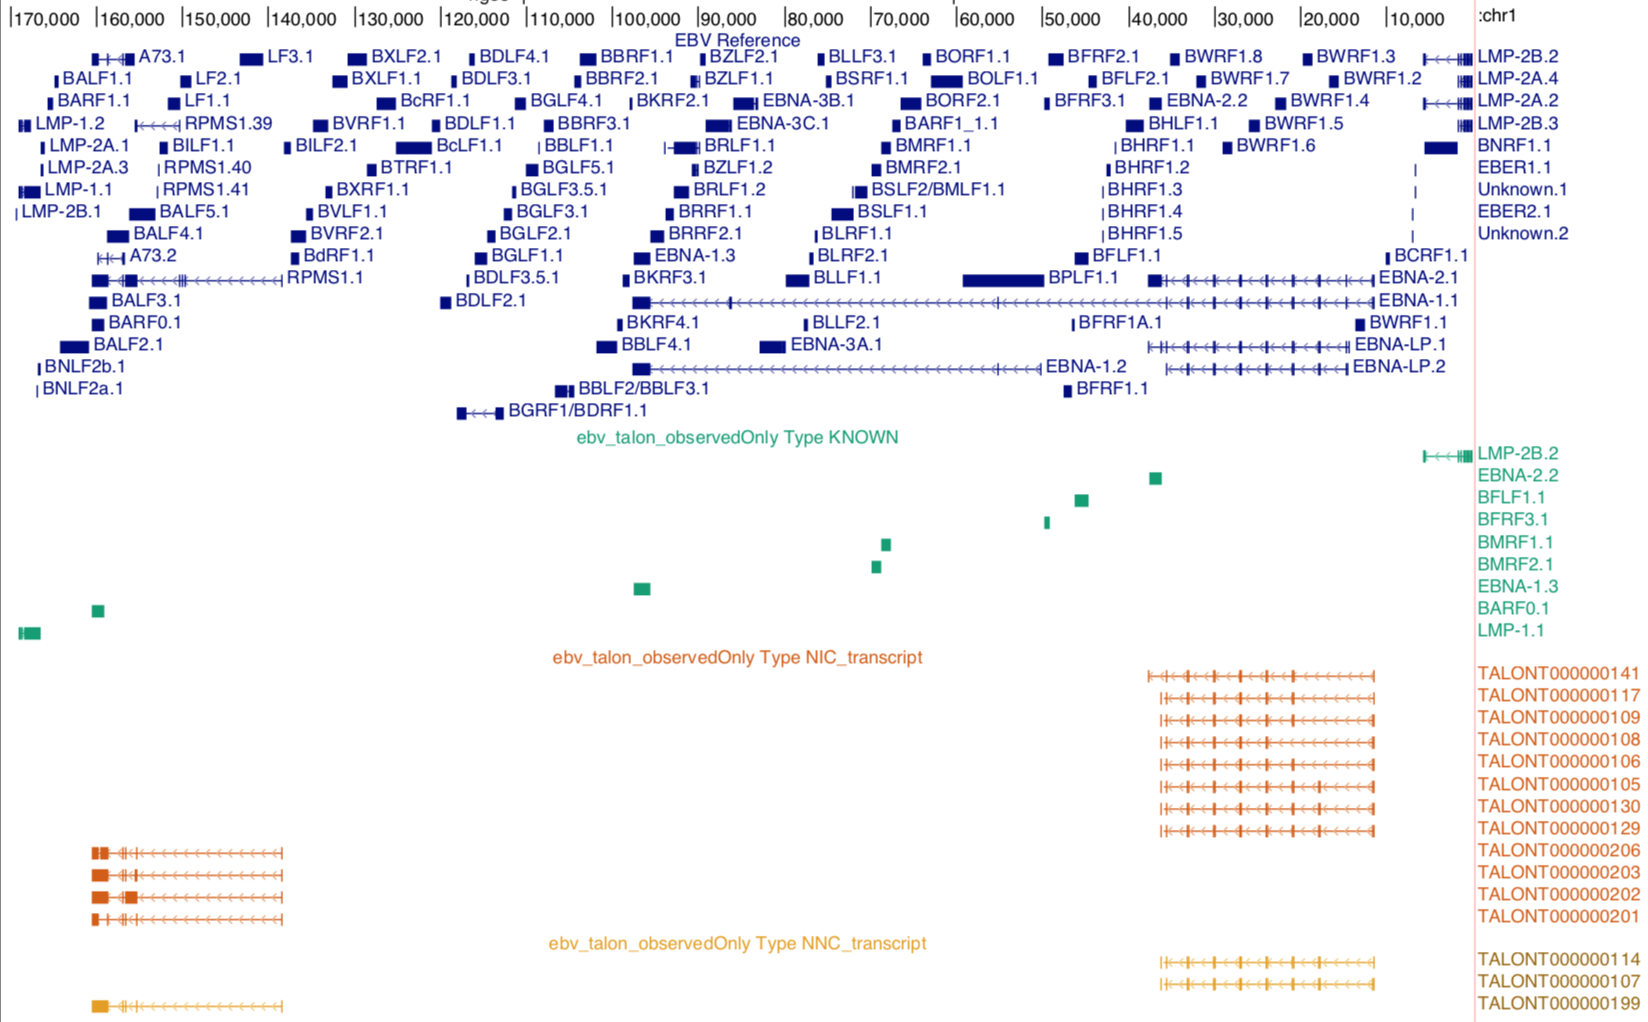 170,000| 160,000| 150,000| 140,000| 130,000| 120,000| 110,000| 100,000| 90,000| 80,000| 70,000| 60,000| 50,000| 40,000| 30,000| 20,000| 10,000| :chr1
EBV Reference
A73.1 LF3.1 BXLF2.1 BDLF4.1 BBRF1.1 BZLF2.1 BLLF3.1 BORF1.1 BFRF2.1 BWRF1.8 BWRF1.3 LMP-2B.2
BALF1.1 LF2.1 BXLF1.1 BDLF3.1 BBRF2.1 BZLF1.1 BSRF1.1 BOLF1.1 BFLF2.1 BWRF1.7 BWRF1.2 LMP-2A.4
BARF1.1 LF1.1 BcRF1.1 BGLF4.1 BKRF2.1 EBNA-3B.1 BORF2.1 BFRF3.1 EBNA-2.2 BWRF1.4 LMP-2A.2
LMP-1.2 RPMS1.39 BVRF1.1 BDLF1.1 BBRF3.1 EBNA-3C.1 BARF1_1.1 BHLF1.1 BWRF1.5 LMP-2B.3
LMP-2A.1 BILF1.1 BILF2.1 BcLF1.1 BBLF1.1 BRLF1.1 BMRF1.1 BHRF1.1 BWRF1.6 BNRF1.1
LMP-2A.3 RPMS1.40 BTRF1.1 BGLF5.1 BZLF1.2 BMRF2.1 BHRF1.2 EBER1.1
LMP-1.1 RPMS1.41 BXRF1.1 BGLF3.5.1 BRLF1.2 BSLF2/BMLF1.1 BHRF1.3 Unknown.1
LMP-2B.1 BALF5.1 BVLF1.1 BGLF3.1 BRRF1.1 BSLF1.1 BHRF1.4 EBER2.1
BALF4.1 BVRF2.1 BGLF2.1 BRRF2.1 BLRF1.1 BHRF1.5 Unknown.2
A73.2 BdRF1.1 BGLF1.1 EBNA-1.3 BLRF2.1 BFLF1.1 BCRF1.1
RPMS1.1 BDLF3.5.1 BKRF3.1 BLLF1.1 BPLF1.1 EBNA-2.1
BALF3.1 BDLF2.1 EBNA-1.1
BARF0.1 BKRF4.1 BLLF2.1 BFRF1A.1 BWRF1.1
BALF2.1 BBLF4.1 EBNA-3A.1 EBNA-LP.1
BNLF2b.1 EBNA-1.2 EBNA-LP.2
BNLF2a.1 BBLF2/BBLF3.1 BFRF1.1
BGRF1/BDRF1.1
ebv_talon_observedOnly Type KNOWN
LMP-2B.2
EBNA-2.2
BFLF1.1
BFRF3.1
BMRF1.1
BMRF2.1
EBNA-1.3
BARF0.1
LMP-1.1
ebv_talon_observedOnly Type NIC_transcript
TALONT000000141
TALONT000000117
TALONT000000109
TALONT000000108
TALONT000000106
TALONT000000105
TALONT000000130
TALONT000000129
TALONT000000206
TALONT000000203
TALONT000000202
TALONT000000201
ebv_talon_observedOnly Type NNC_transcript
TALONT000000114
TALONT000000107
TALONT000000199